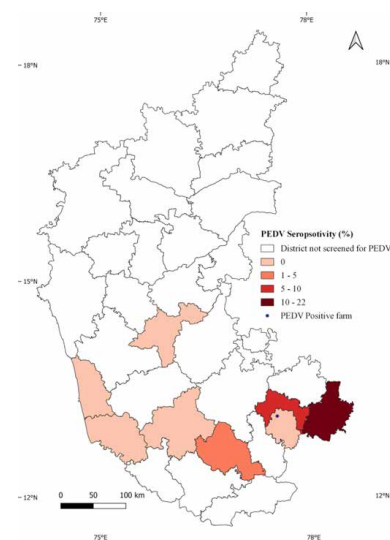 75°E 78°E
18°N 18°N
PEDV Seropsotivity (%)
District not screened for PEDV
0
1 - 5
5 - 10
10 - 22
PEDV Positive farm
15°N 15°N
12°N 12°N
0 50 100 km
75°E 78°E